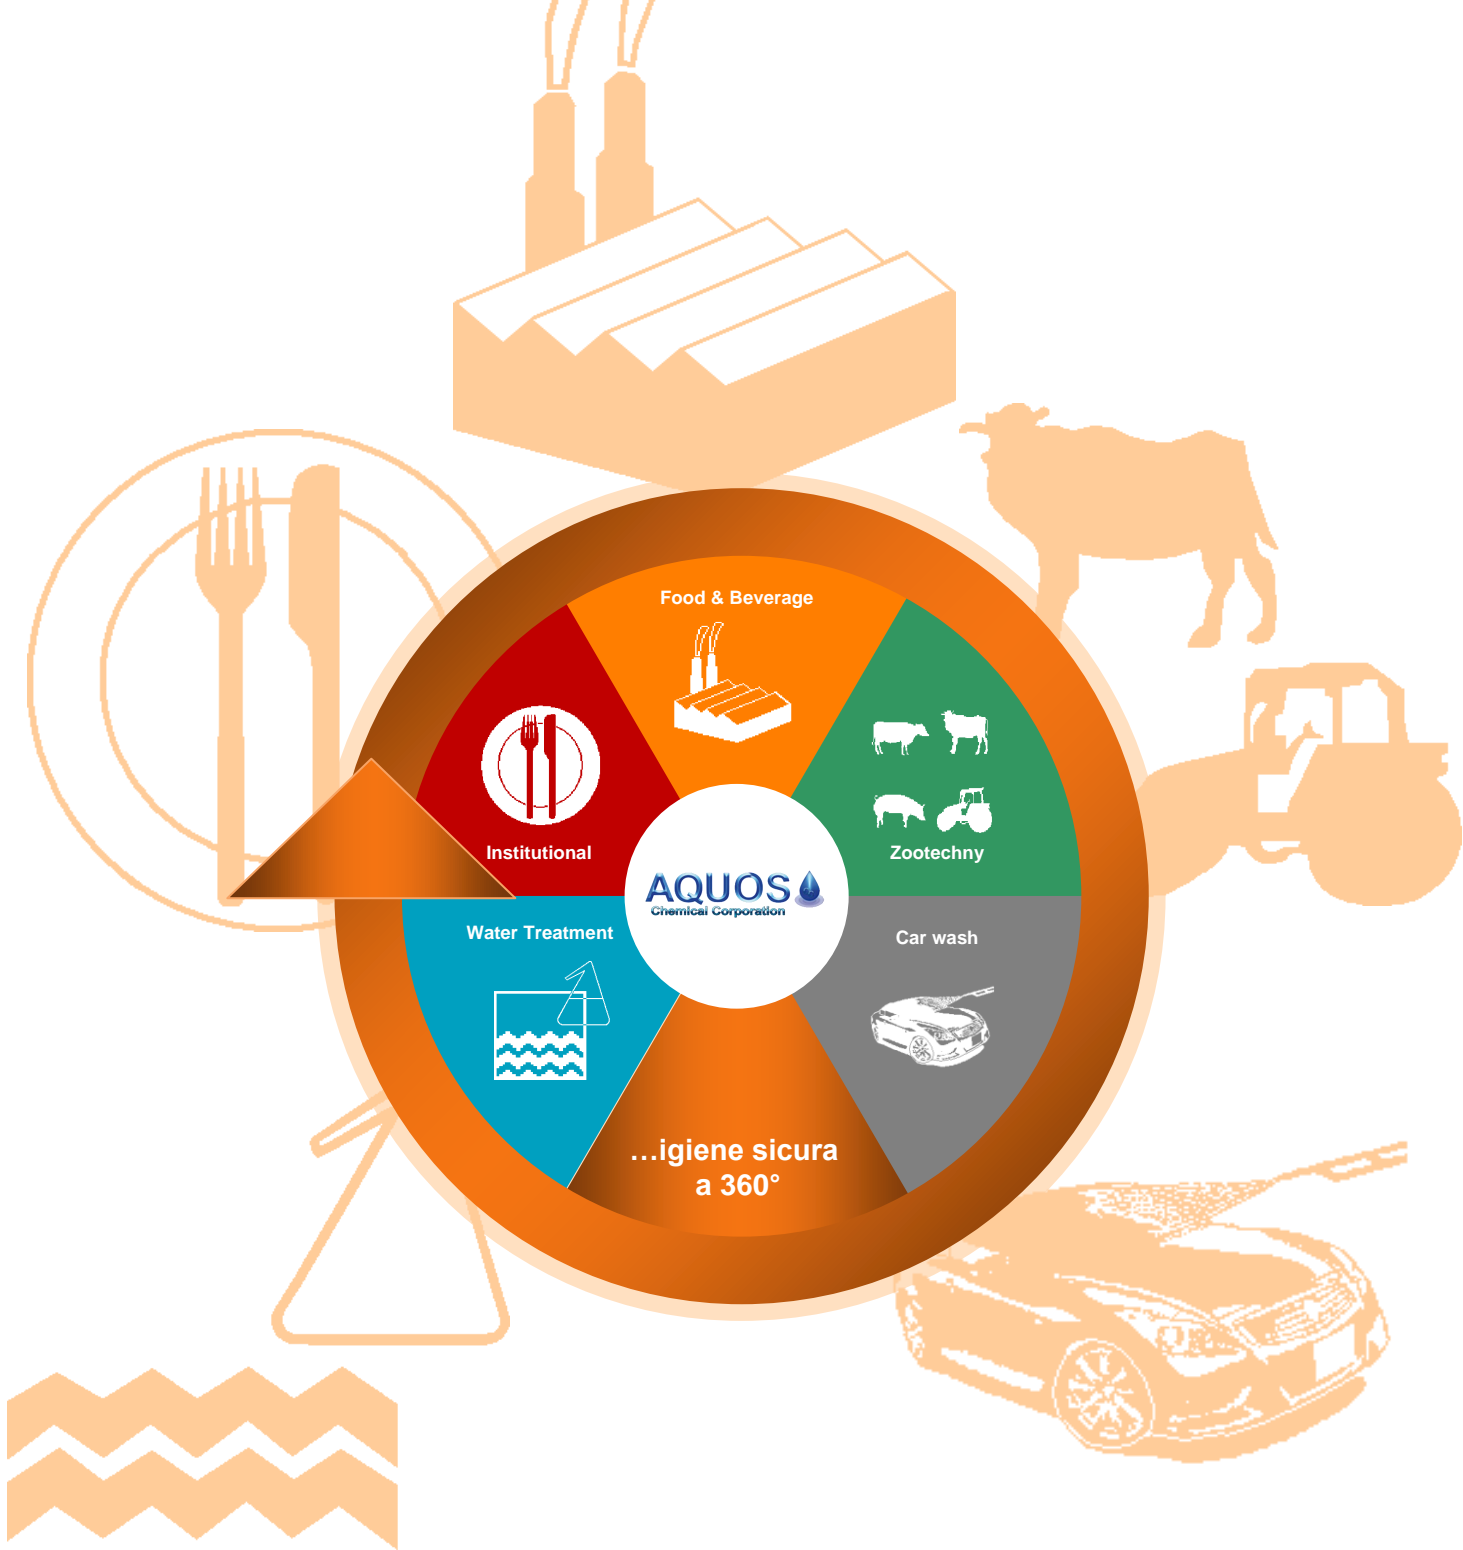 Food & Beverage
Institutional
Zootechny
AQUOS
Chemical Corporation
Water Treatment
Car wash
...igiene sicura
a 360°